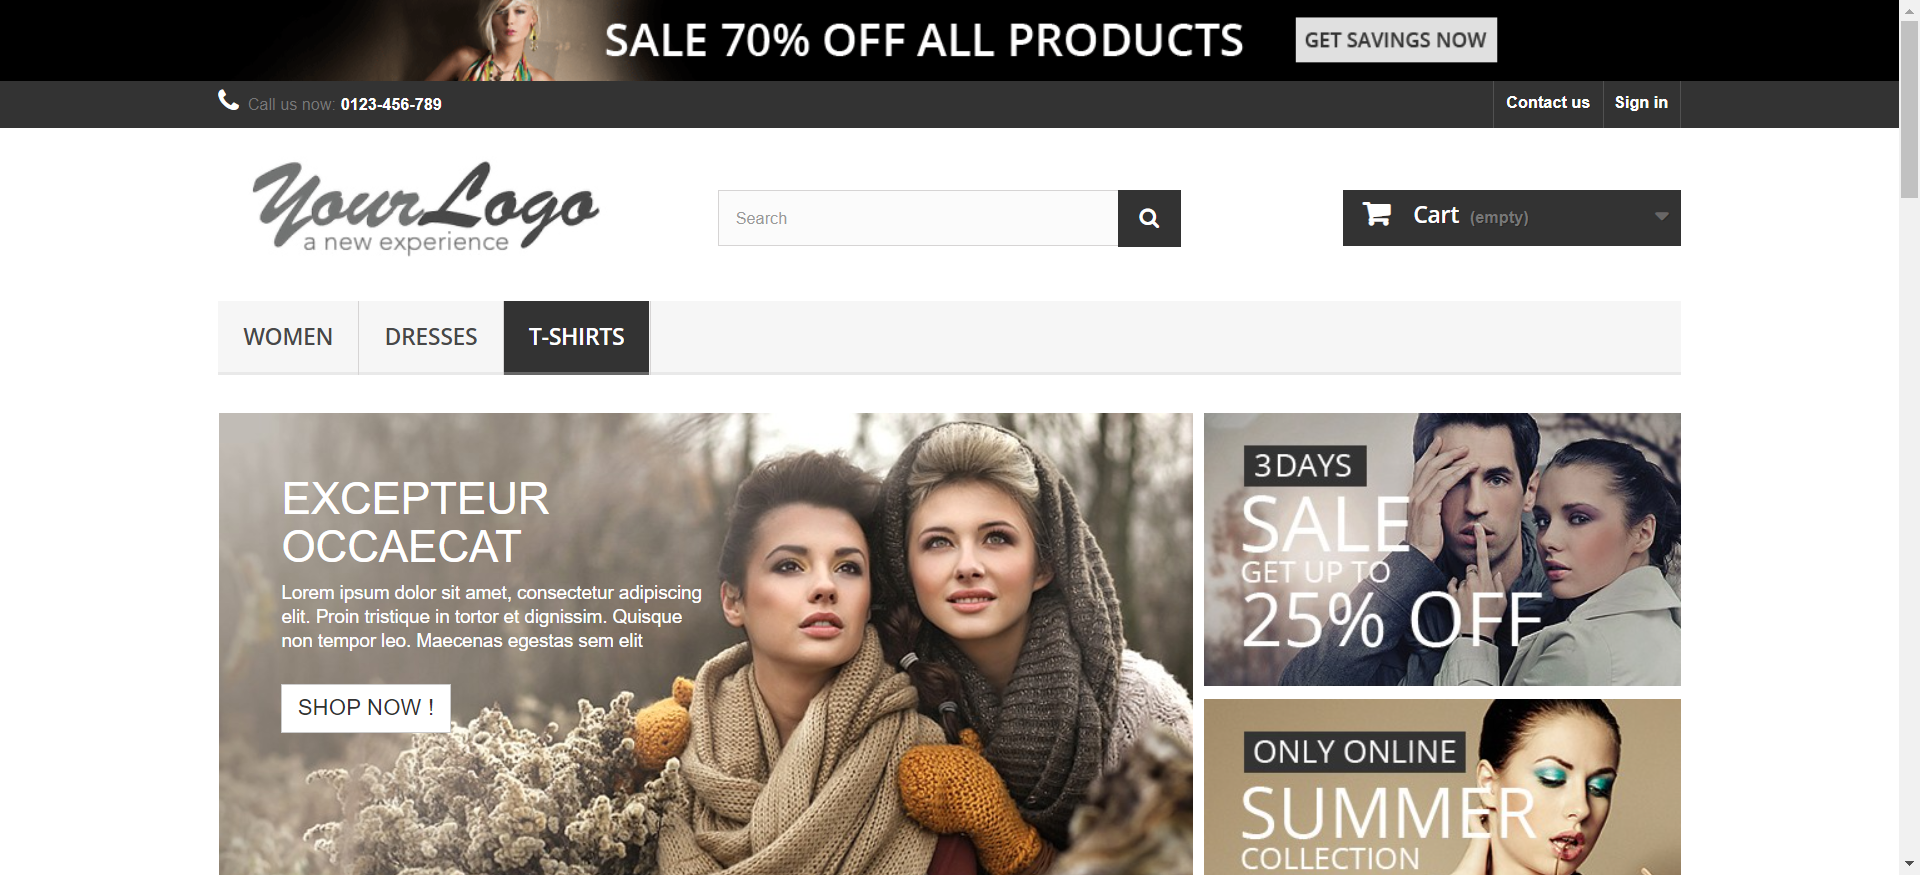 SALE 70% OFF ALL PRODUCTS GET SAVINGS NOW
Call us now: 0123-456-789 Contact us Sign in
YourLogo
a new experience
Search
Cart (empty)
WOMEN DRESSES T-SHIRTS
EXCEPTEUR
OCCAECAT
Lorem ipsum dolor sit amet, consectetur adipiscing
elit. Proin tristique in tortor et dignissim. Quisque
non tempor leo. Maecenas egestas sem elit
SHOP NOW !
3 DAYS
SALE
GET UP TO
25% OFF
ONLY ONLINE
SUMMER
COLLECTION